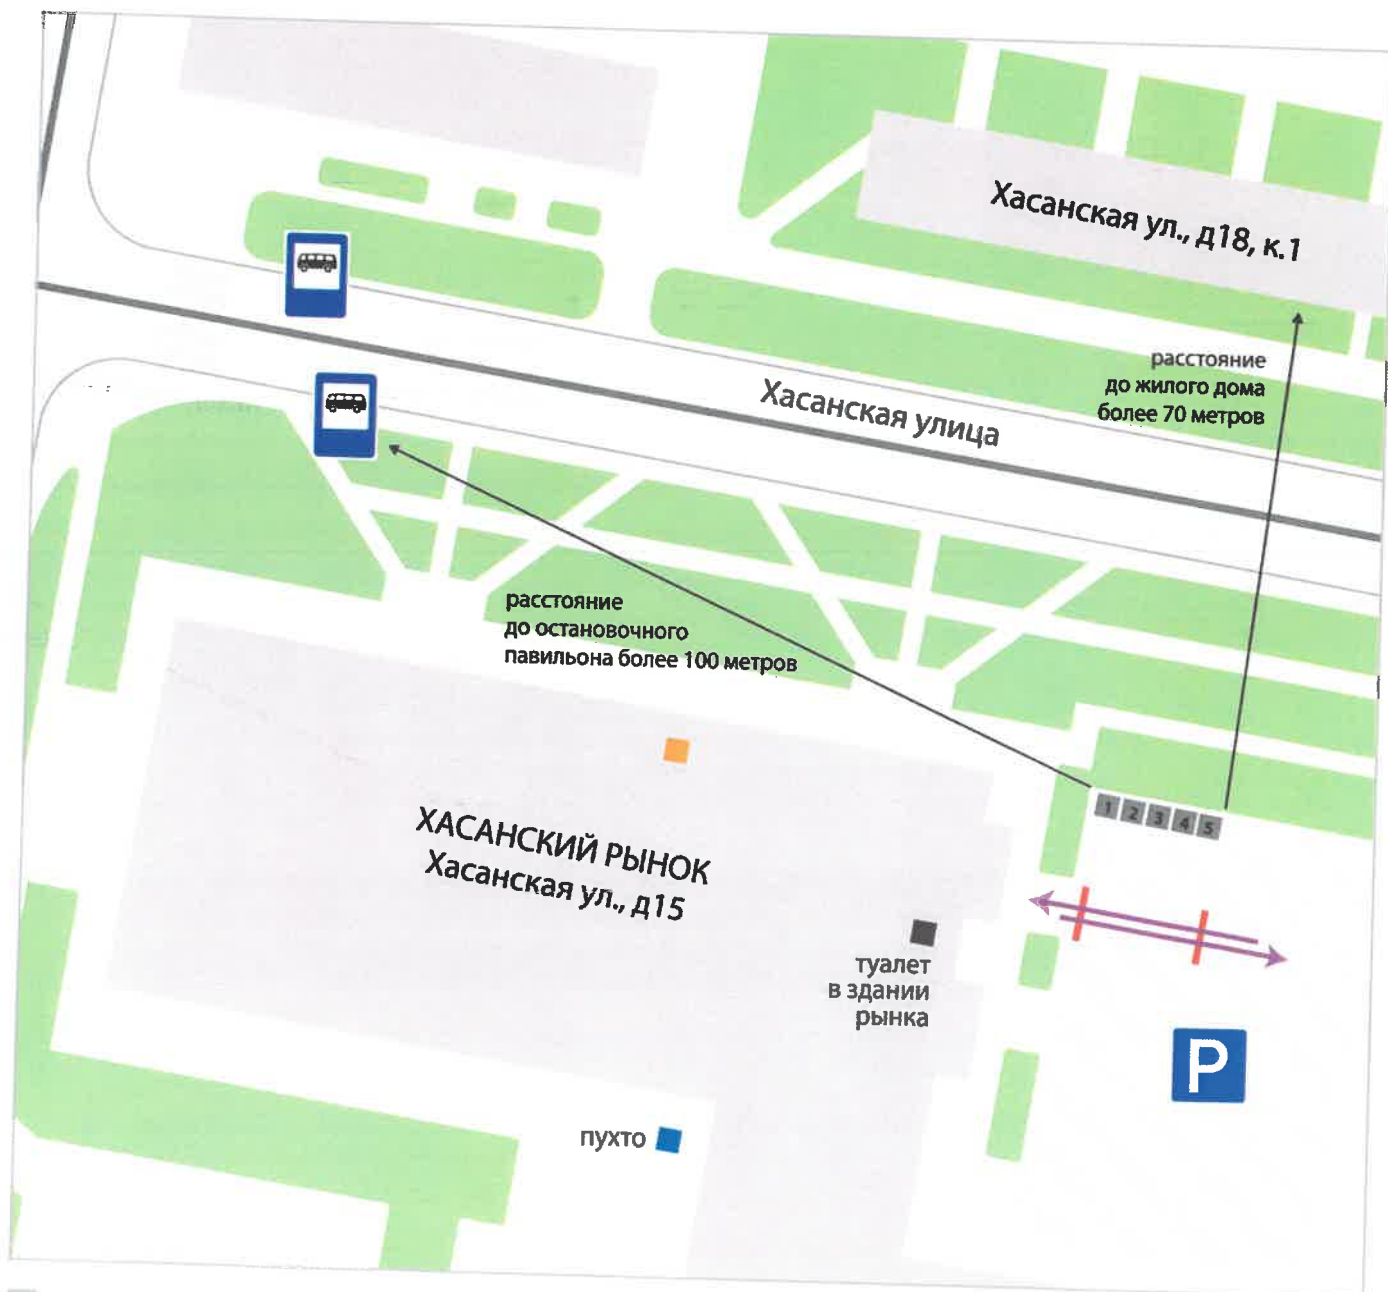 Хасанская ул., д18, к.1
расстояние
до жилого дома
более 70 метров
Хасанская улица
расстояние
до остановочного
павильона более 100 метров
1 2 3 4 5
ХАСАНСКИЙ РЫНОК
Хасанская ул., д15
туалет
в здании
рынка
P
пухто